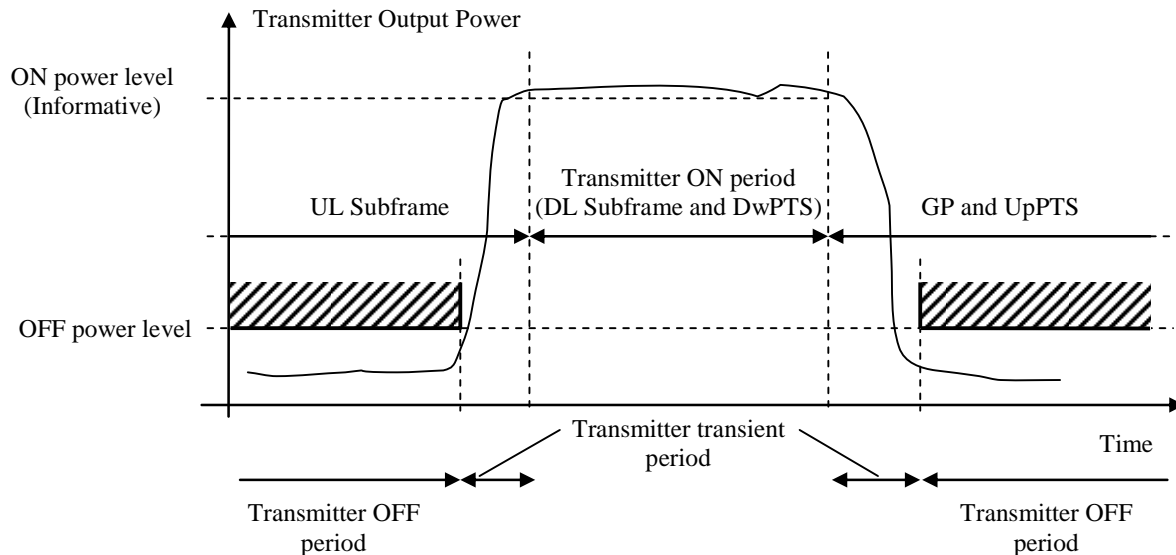 Transmitter Output Power
ON power level
(Informative)
Transmitter ON period
(DL Subframe and DwPTS)
UL Subframe
GP and UpPTS
OFF power level
Transmitter transient
period
Time
Transmitter OFF
period
Transmitter OFF
period